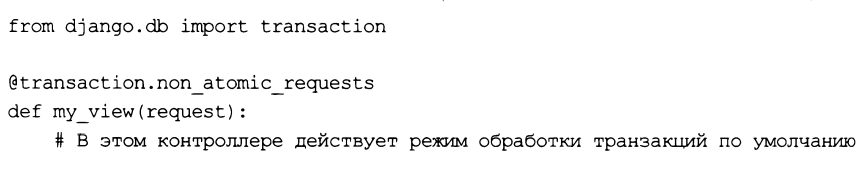 from django.db import transaction
@transaction.non_atomic_requests
def my_view(request):
# В этом контроллере действует режим обработки транзакций по умолчанию